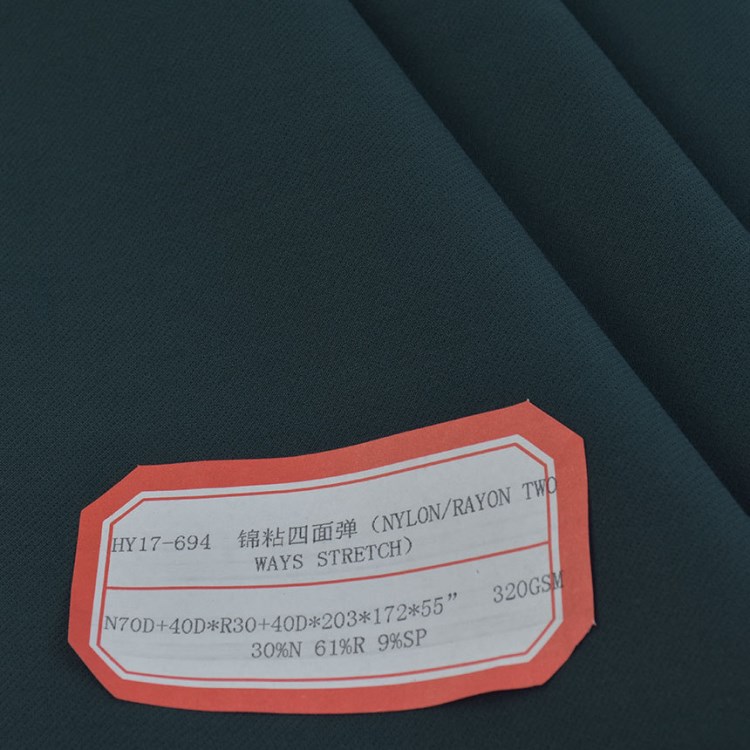 HY17-694 锦粘四面弹（NYLON/RAYON TWO
WAYS STRETCH）
N70D+40D*R30+40D*203*172*55” 320GSM
30%N 61%R 9%SP